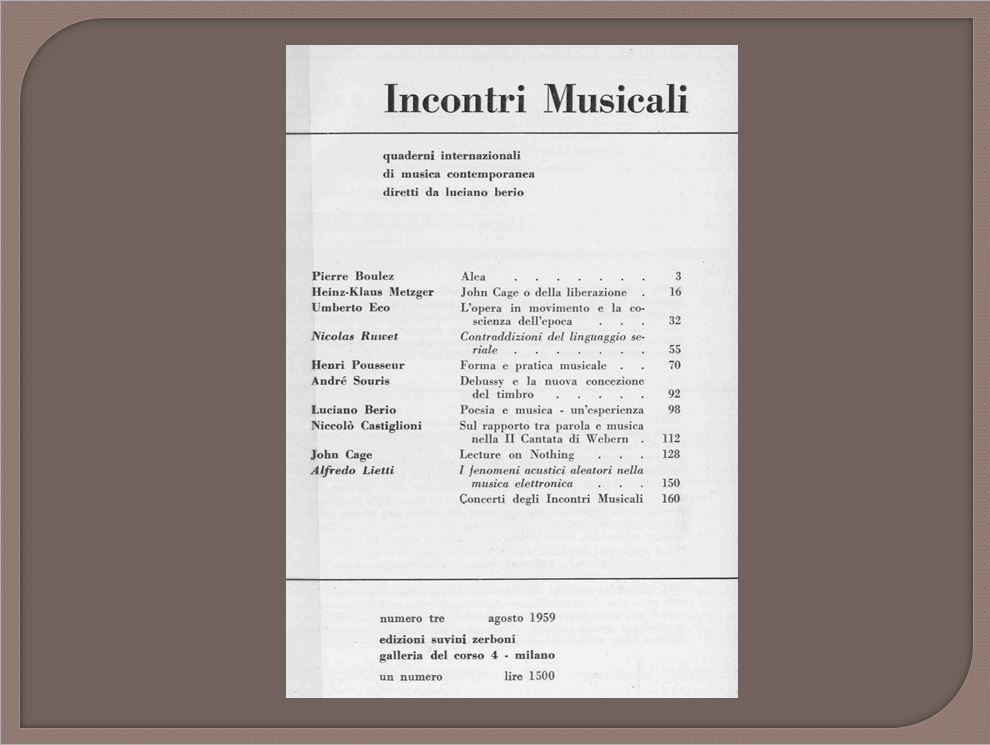 Incontri Musicali
quaderni internazionali
di musica contemporanea
diretti da luciano berio
Pierre Boulez Alea . . . . . . . 3
Heinz-Klaus Metzger John Cage o della liberazione . 16
Umberto Eco L'opera in movimento e la co-
scienza dell'epoca . . . 32
Nicolas Ruwet Contraddizioni del linguaggio se-
riale . . . . . . . 55
Henri Pousseur Forma e pratica musicale . . 70
André Souris Debussy e la nuova concezione
del timbro . . . . . 92
Luciano Berio Poesia e musica - un'esperienza 98
Niccolò Castiglioni Sul rapporto tra parola e musica
nella II Cantata di Webern . 112
John Cage Lecture on Nothing . . . 128
Alfredo Lietti I fenomeni acustici aleatori nella
musica elettronica . . . 150
Concerti degli Incontri Musicali 160
numero tre agosto 1959
edizioni suvini zerboni
galleria del corso 4 - milano
un numero lire 1500